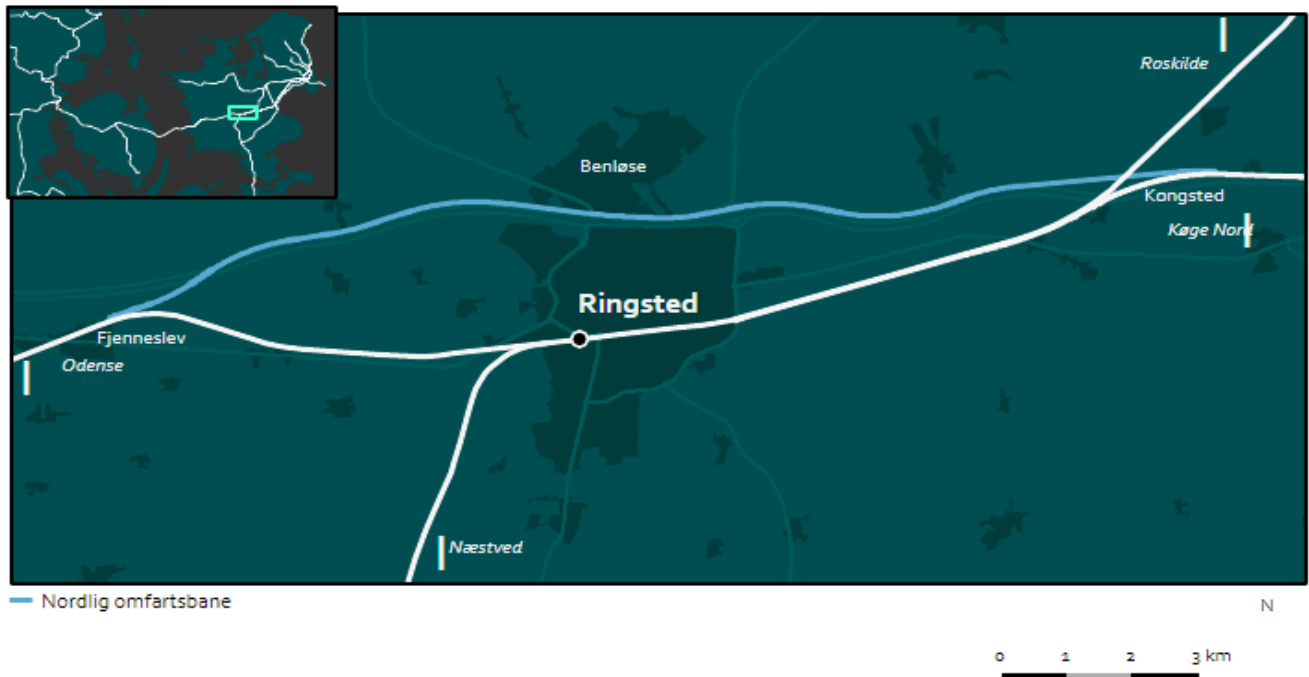 Roskilde
Benløse
Kongsted
Køge Nord
Ringsted
Fjenneslev
Odense
Næstved
Nordlig omfartsbane
N
0 1 2 3 km